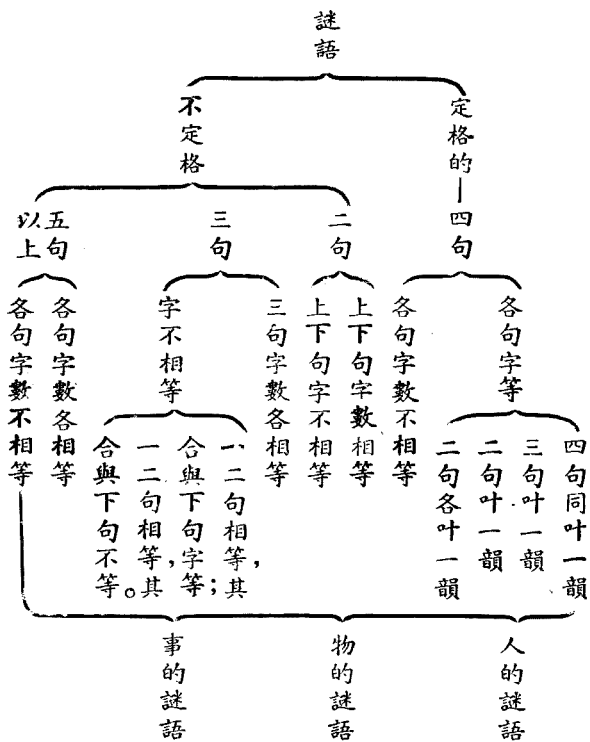 謎語
定格的—四句
不定格
二句
三句
五句
以上
各句字等
各句字數不相等
上下句字數相等
上下句字不相等
三句字數各相等
字不相等
各句字數各相等
各句字數不相等
四句同叶一韻
三句叶一韻
二句叶一韻
二句各叶一韻
一二句相等，其
合與下句字等；
一二句相等，其
合與下句不等。
人的謎語
物的謎語
事的謎語